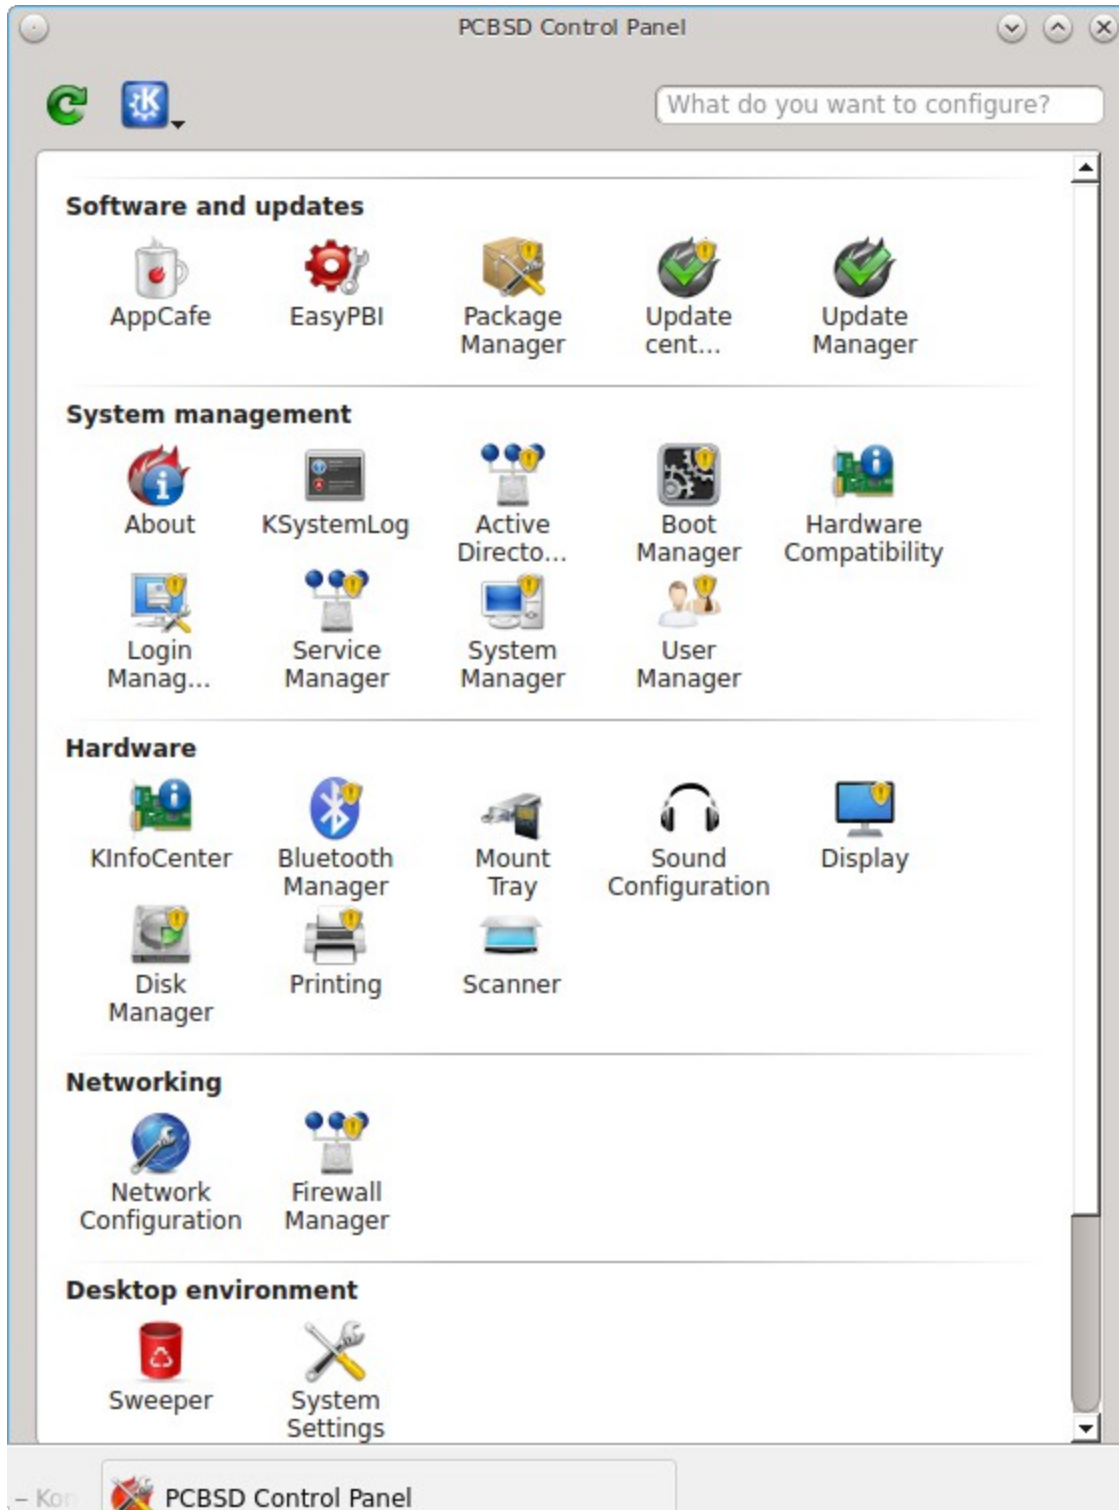 PCBSD Control Panel
What do you want to configure?
Software and updates
AppCafe
EasyPBI
Package
Manager
Update
cent...
Update
Manager
System management
About
KSystemLog
Active
Directo...
Boot
Manager
Hardware
Compatibility
Login
Manag...
Service
Manager
System
Manager
User
Manager
Hardware
KInfoCenter
Bluetooth
Manager
Mount
Tray
Sound
Configuration
Display
Disk
Manager
Printing
Scanner
Networking
Network
Configuration
Firewall
Manager
Desktop environment
Sweeper
System
Settings
– Kon
PCBSD Control Panel